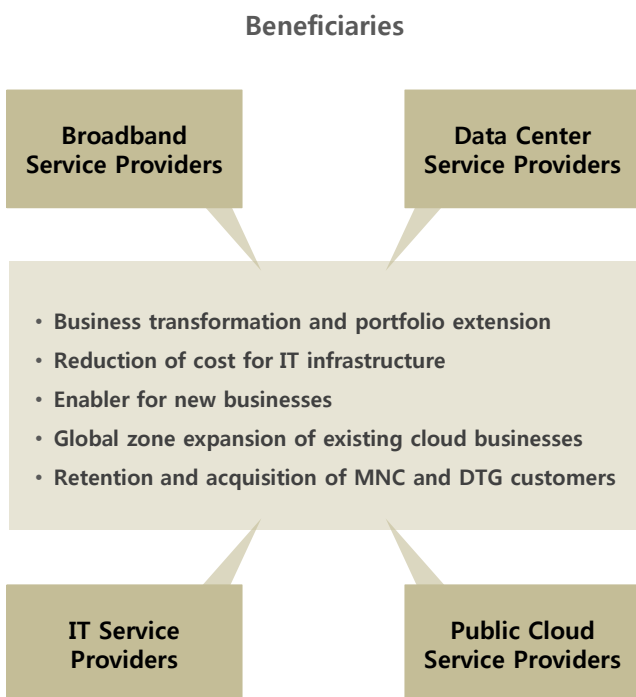 Beneficiaries
Broadband
Service Providers
Data Center
Service Providers
• Business transformation and portfolio extension
• Reduction of cost for IT infrastructure
• Enabler for new businesses
• Global zone expansion of existing cloud businesses
• Retention and acquisition of MNC and DTG customers
IT Service
Providers
Public Cloud
Service Providers